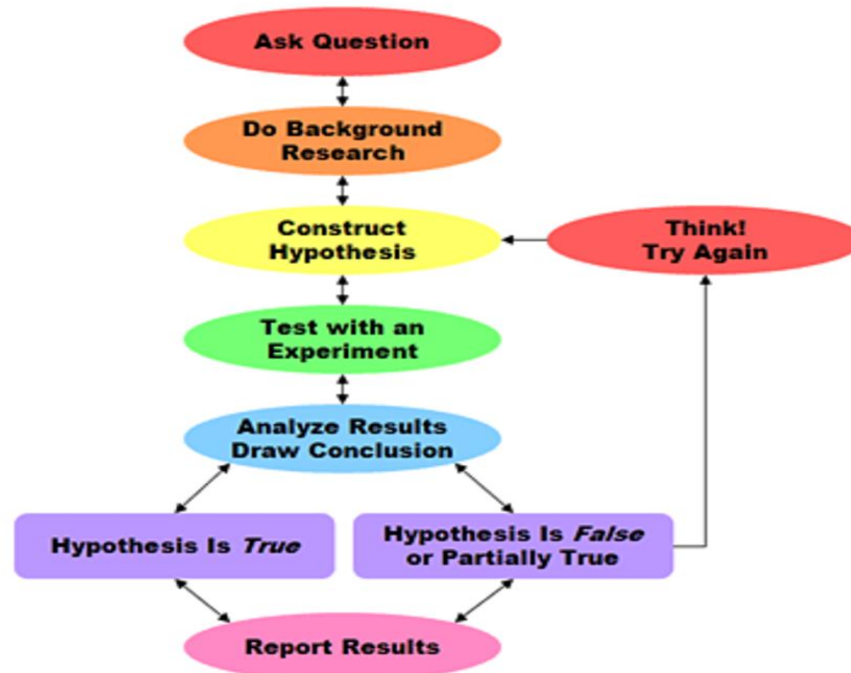 Ask Question
Do Background
Research
Construct
Hypothesis
Think!
Try Again
Test with an
Experiment
Analyze Results
Draw Conclusion
Hypothesis Is True
Hypothesis Is False
or Partially True
Report Results